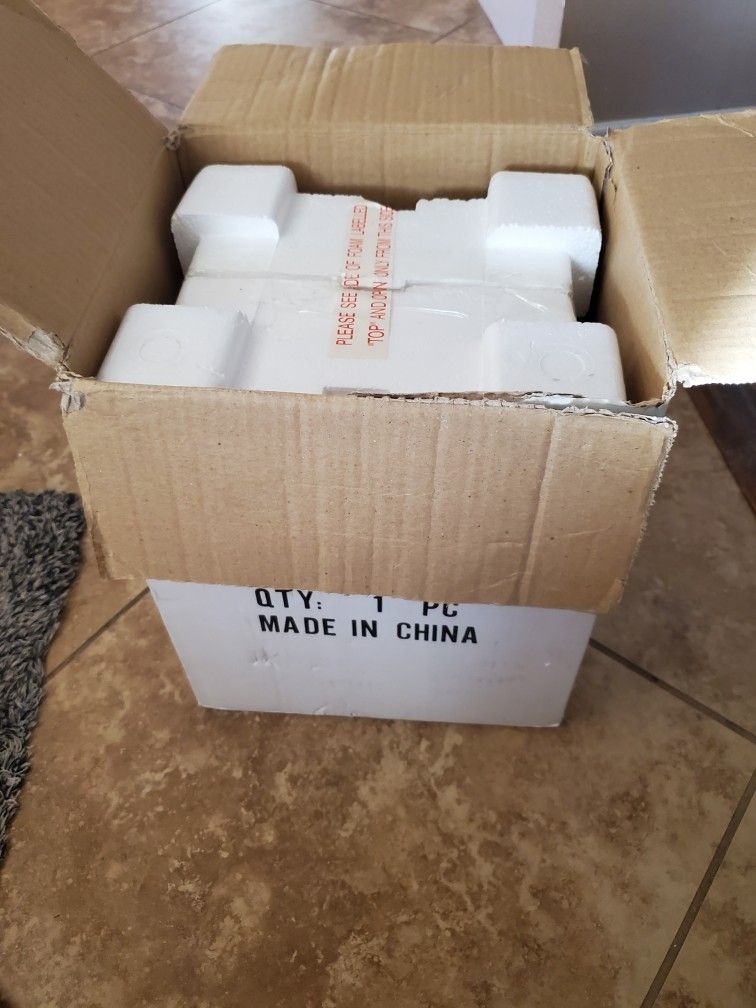 PLEASE SEE SIDE OF FOAM LABELLED
"TOP" AND OPEN ONLY FROM THIS SIDE
QTY: 1 PC
MADE IN CHINA